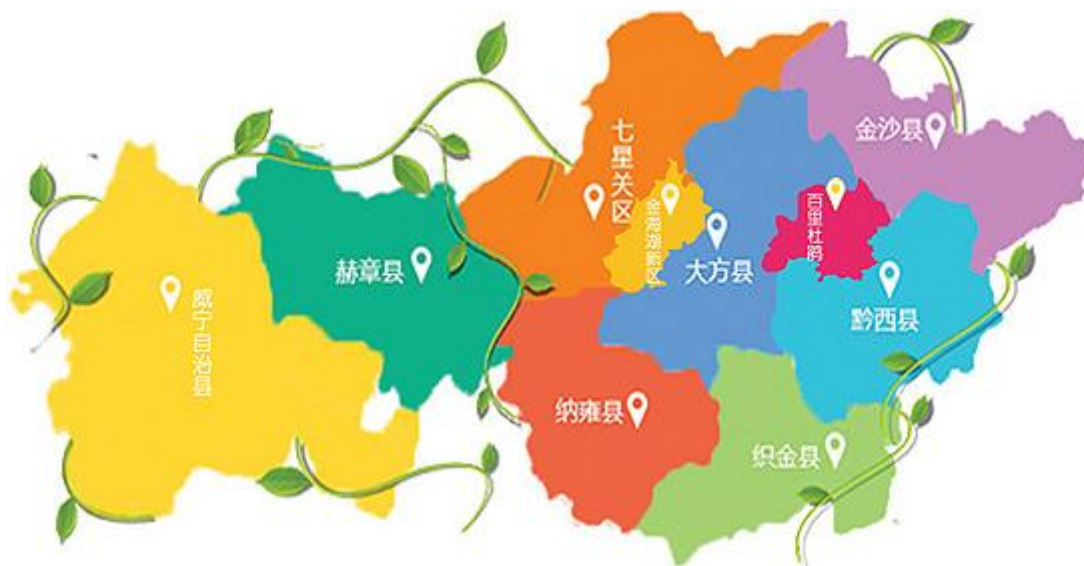 七星关区
金沙县
百里杜鹃
金海湖新区
赫章县
大方县
威宁自治县
黔西县
纳雍县
织金县